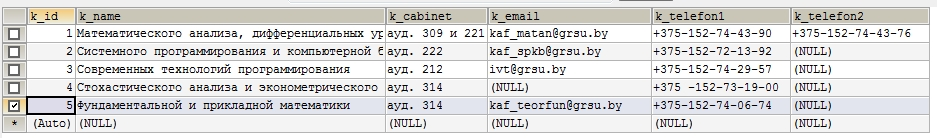 k_id k_name k_cabinet k_email k_telefon1 k_telefon2
1 Математического анализа, дифференциальных ауд. 309 и 221 kaf_matan@grsu.by +375-152-74-43-90 +375-152-74-43-76
2 Системного программирования и компьютерной ауд. 222 kaf_spkb@grsu.by +375-152-72-13-92 (NULL)
3 Современных технологий программирования ауд. 212 ivt@grsu.by +375-152-74-29-57 (NULL)
4 Стохастического анализа и эконометрического ауд. 314 (NULL) +375 -152-73-19-00 (NULL)
5 Фундаментальной и прикладной математики ауд. 314 kaf_teorfun@grsu.by +375-152-74-06-74 (NULL)
* (Auto) (NULL) (NULL) (NULL) (NULL) (NULL)